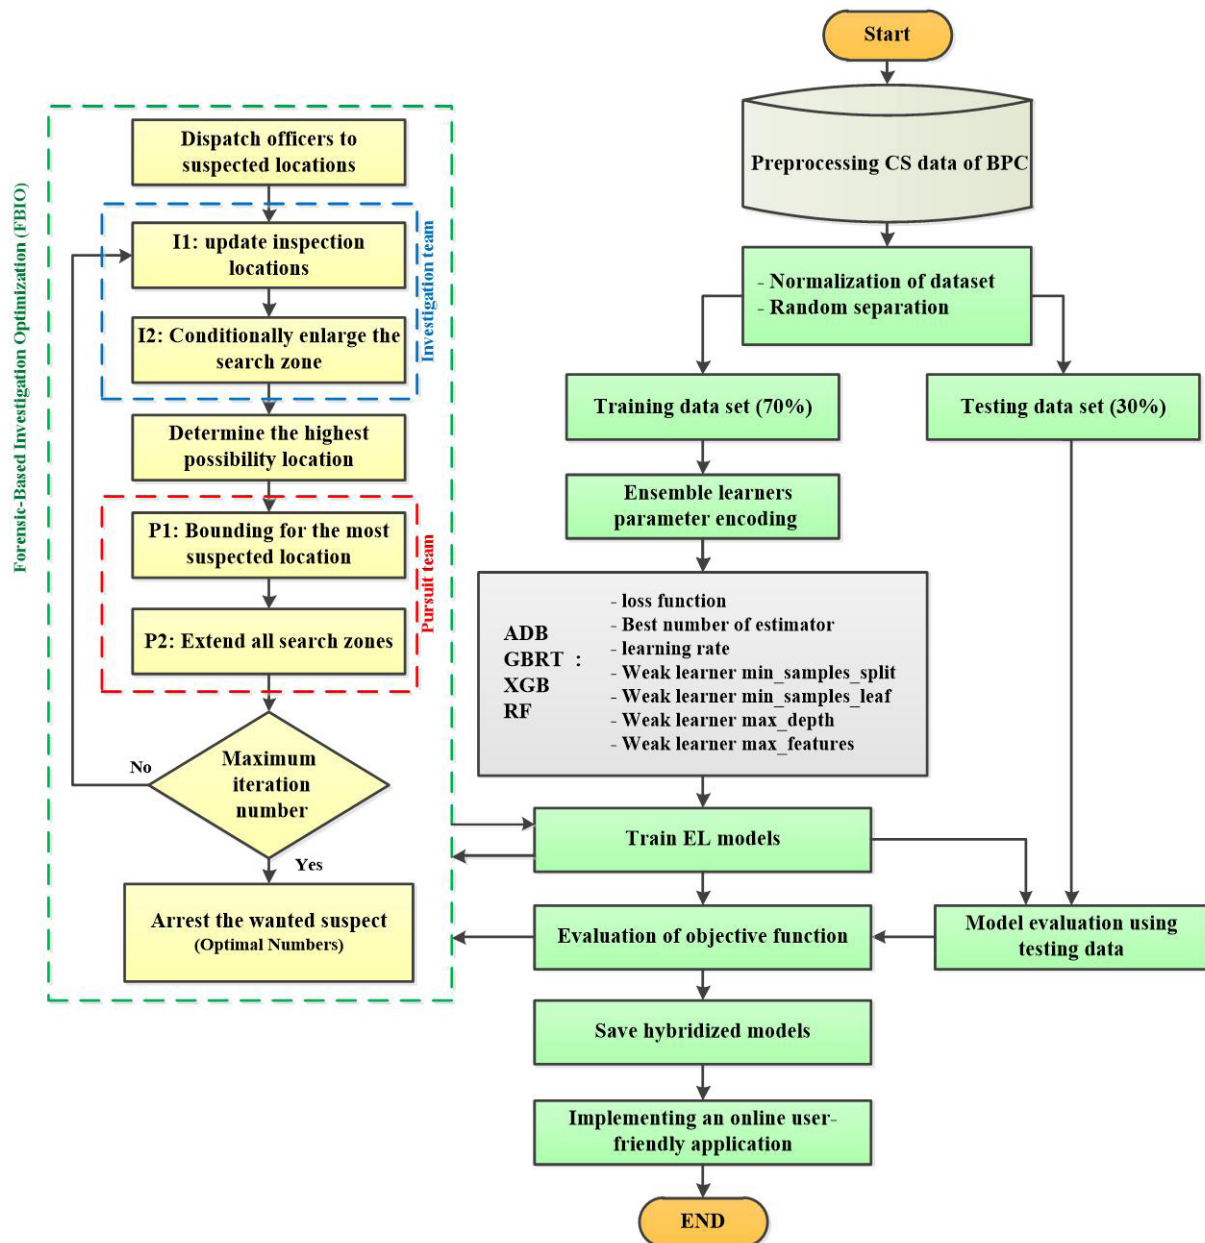 Start
Preprocessing CS data of BPC
- Normalization of dataset
- Random separation
Training data set (70%)
Testing data set (30%)
Ensemble learners
parameter encoding
ADB
GBRT :
XGB
RF
- loss function
- Best number of estimator
- learning rate
- Weak learner min_samples_split
- Weak learner min_samples_leaf
- Weak learner max_depth
- Weak learner max_features
Train EL models
Evaluation of objective function
Model evaluation using
testing data
Save hybridized models
Implementing an online user-
friendly application
END
Forensic-Based Investigation Optimization (FBIO)
Dispatch officers to
suspected locations
Investigation team
I1: update inspection
locations
I2: Conditionally enlarge the
search zone
Determine the highest
possibility location
Pursuit team
P1: Bounding for the most
suspected location
P2: Extend all search zones
Maximum
iteration
number
No
Yes
Arrest the wanted suspect
(Optimal Numbers)